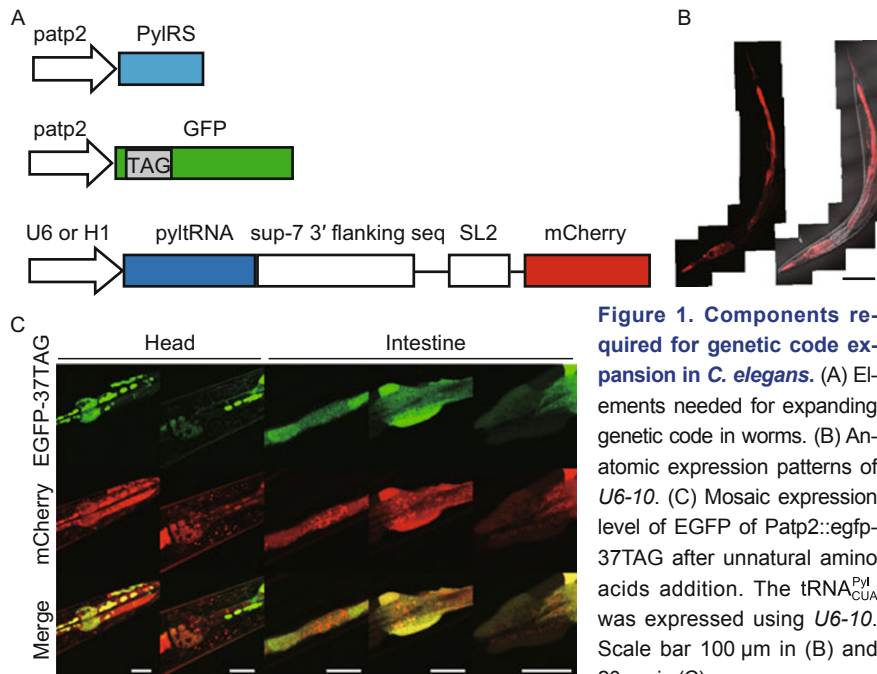 A
patp2 PylRS
patp2 GFP
TAG
U6 or H1 pyltRNA sup-7 3′ flanking seq SL2 mCherry
B
C
Head Intestine
EGFP-37TAG
mCherry
Merge
Figure 1. Components re-
quired for genetic code ex-
pansion in C. elegans. (A) El-
ements needed for expanding
genetic code in worms. (B) An-
atomic expression patterns of
U6-10. (C) Mosaic expression
level of EGFP of Patp2::egfp-
37TAG after unnatural amino
acids addition. The tRNA^Pyl_CUA
was expressed using U6-10.
Scale bar 100 µm in (B) and